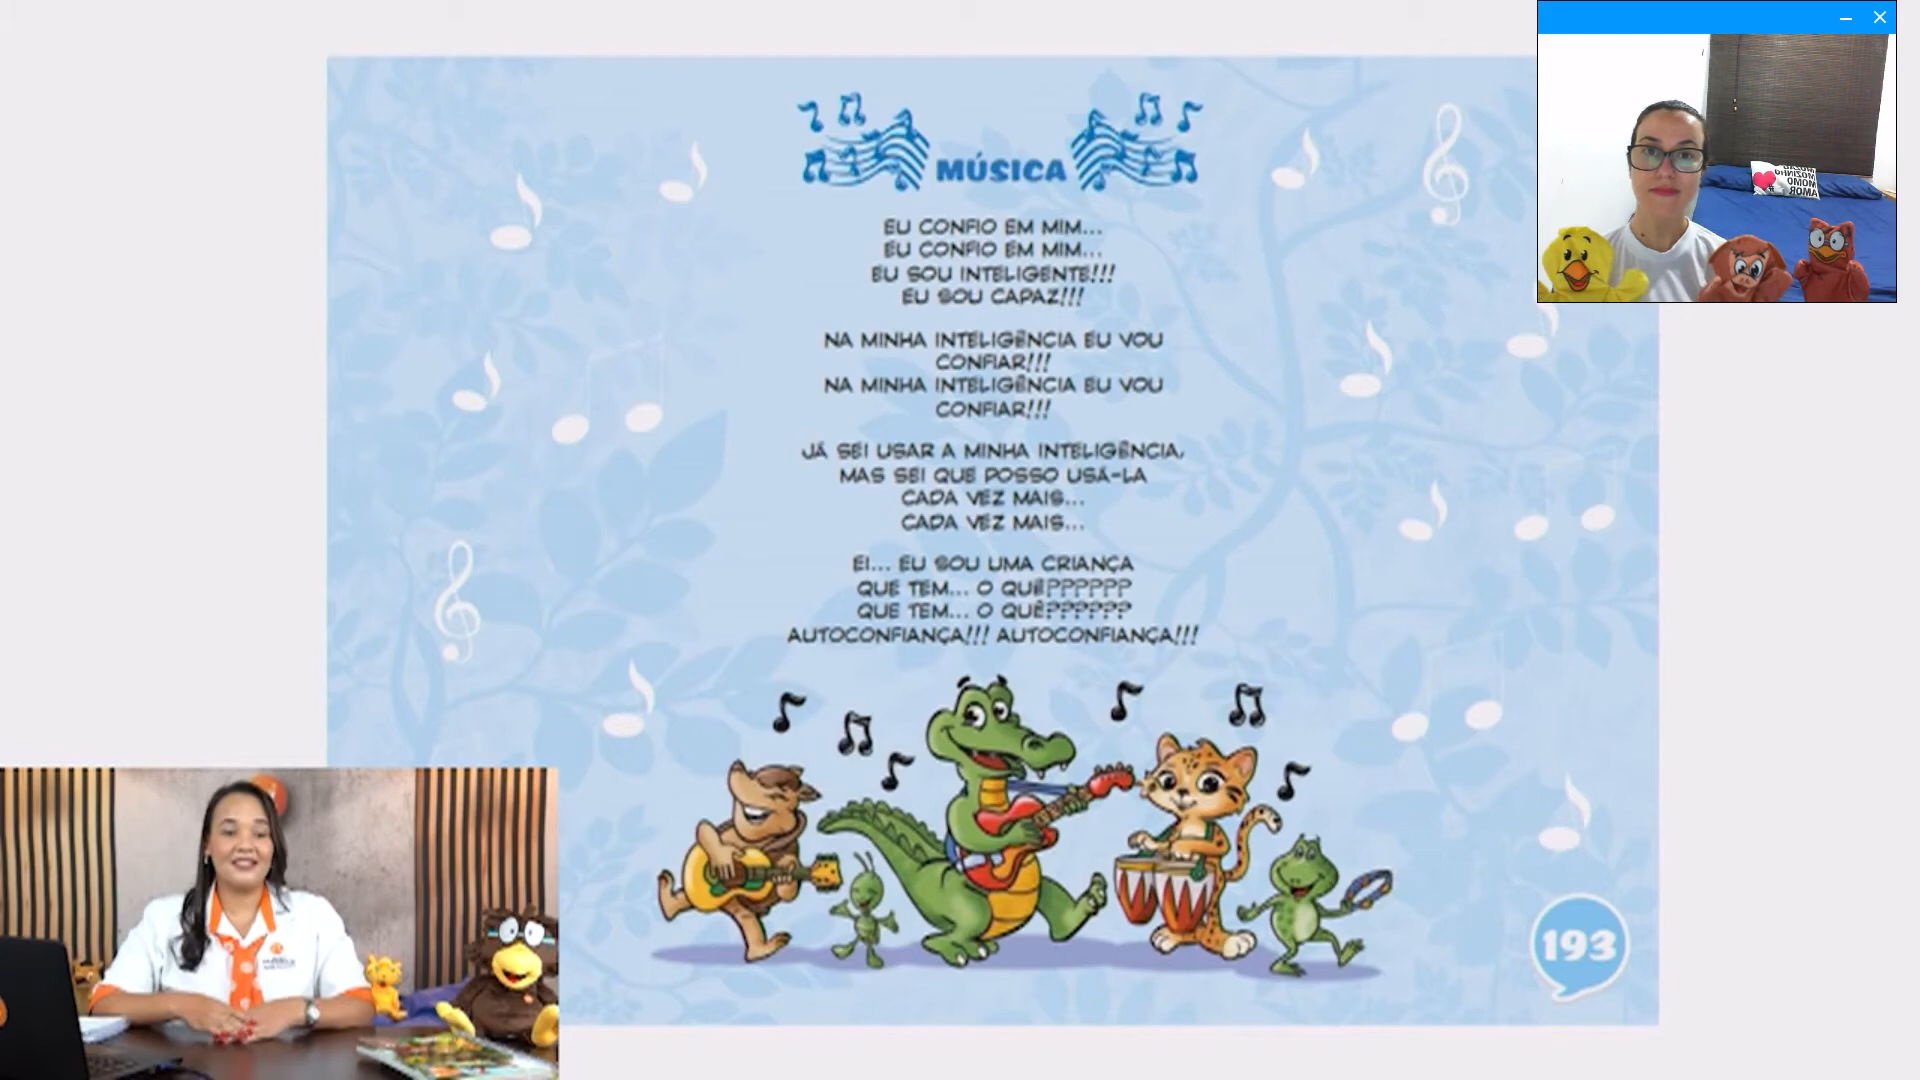 MÚSICA
EU CONFIO EM MIM...
EU CONFIO EM MIM...
EU SOU INTELIGENTE!!!
EU SOU CAPAZ!!!
NA MINHA INTELIGÊNCIA EU VOU
CONFIAR!!!
NA MINHA INTELIGÊNCIA EU VOU
CONFIAR!!!
JÁ SEI USAR A MINHA INTELIGÊNCIA,
MAS SEI QUE POSSO USÁ-LA
CADA VEZ MAIS...
CADA VEZ MAIS...
EI... EU SOU UMA CRIANÇA
QUE TEM... O QUÊ??????
QUE TEM... O QUÊ??????
AUTOCONFIANÇA!!! AUTOCONFIANÇA!!!
193
MOZINHO
MOMO
AMOR